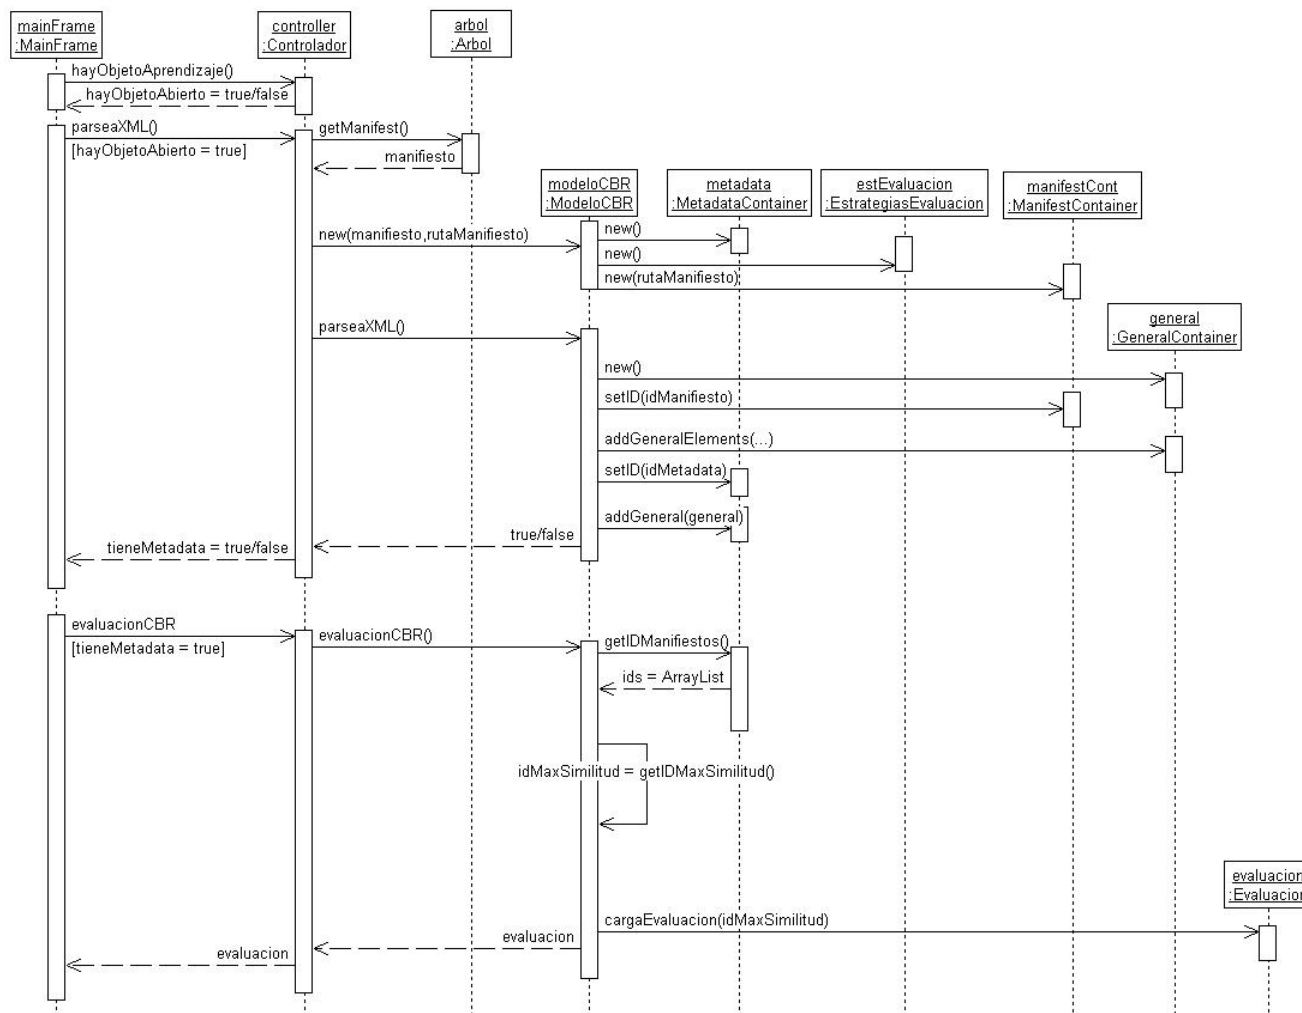 mainFrame
:MainFrame
controller
:Controlador
arbol
:Arbol
hayObjetoAprendizaje()
hayObjetoAbierto = true/false
parseaXML()
[hayObjetoAbierto = true]
getManifest()
manifiesto
modeloCBR
:ModeloCBR
metadata
:MetadataContainer
estEvaluacion
:EstrategiasEvaluacion
manifestCont
:ManifestContainer
new(manifiesto,rutaManifiesto)
new()
new()
new(rutaManifiesto)
general
:GeneralContainer
parseaXML()
new()
setID(idManifiesto)
addGeneralElements(...)
setID(idMetadata)
addGeneral(general)
true/false
tieneMetadata = true/false
evaluacionCBR
[tieneMetadata = true]
evaluacionCBR()
getIDManifiestos()
ids = ArrayList
idMaxSimilitud = getIDMaxSimilitud()
evaluacion
:Evaluacion
cargaEvaluacion(idMaxSimilitud)
evaluacion
evaluacion